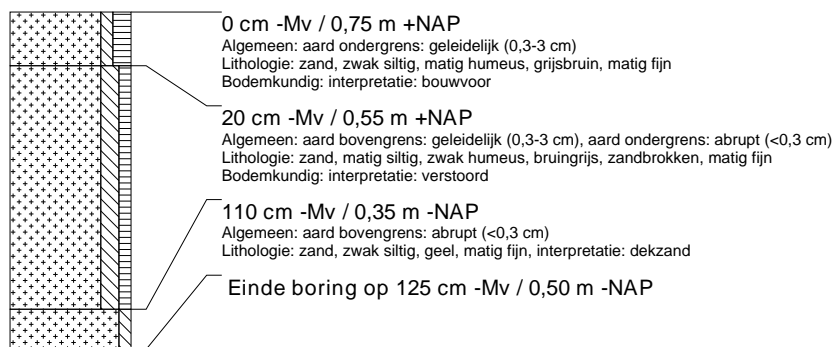 0 cm -Mv / 0,75 m +NAP
Algemeen: aard ondergrens: geleidelijk (0,3-3 cm)
Lithologie: zand, zwak siltig, matig humeus, grijsbruin, matig fijn
Bodemkundig: interpretatie: bouwvoor
20 cm -Mv / 0,55 m +NAP
Algemeen: aard bovengrens: geleidelijk (0,3-3 cm), aard ondergrens: abrupt (<0,3 cm)
Lithologie: zand, matig siltig, zwak humeus, bruingrijs, zandbrokken, matig fijn
Bodemkundig: interpretatie: verstoord
110 cm -Mv / 0,35 m -NAP
Algemeen: aard bovengrens: abrupt (<0,3 cm)
Lithologie: zand, zwak siltig, geel, matig fijn, interpretatie: dekzand
Einde boring op 125 cm -Mv / 0,50 m -NAP